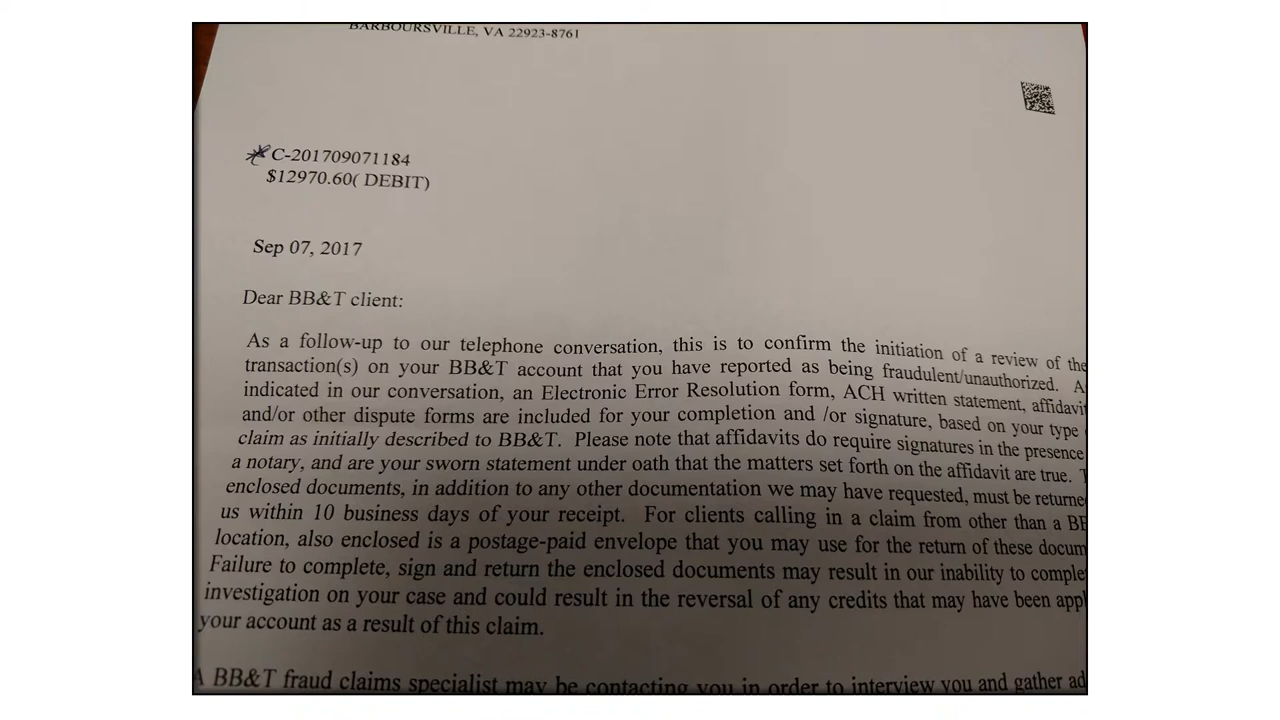 BARBOURSVILLE, VA 22923-8761
C-201709071184
$12970.60( DEBIT)
Sep 07, 2017
Dear BB&T client:
As a follow-up to our telephone conversation, this is to confirm the initiation of a review of the
transaction(s) on your BB&T account that you have reported as being fraudulent/unauthorized. A
indicated in our conversation, an Electronic Error Resolution form, ACH written statement, affidavit
and/or other dispute forms are included for your completion and /or signature, based on your type
claim as initially described to BB&T. Please note that affidavits do require signatures in the presence
a notary, and are your sworn statement under oath that the matters set forth on the affidavit are true.
enclosed documents, in addition to any other documentation we may have requested, must be returne
us within 10 business days of your receipt. For clients calling in a claim from other than a BB
location, also enclosed is a postage-paid envelope that you may use for the return of these docum
Failure to complete, sign and return the enclosed documents may result in our inability to comple
investigation on your case and could result in the reversal of any credits that may have been appl
your account as a result of this claim.
A BB&T fraud claims specialist may be contacting you in order to interview you and gather ad